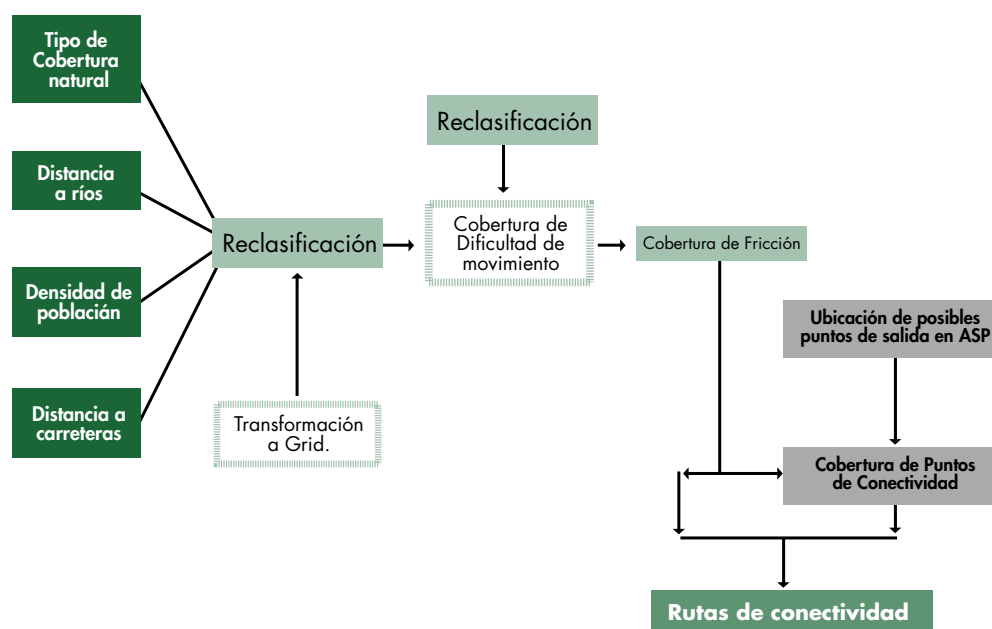 Tipo de
Cobertura
natural
Distancia
a ríos
Densidad de
poblacián
Distancia a
carreteras
Reclasificación
Transformación
a Grid.
Reclasificación
Cobertura de
Dificultad de
movimiento
Cobertura de Fricción
Ubicación de posibles
puntos de salida en ASP
Cobertura de Puntos
de Conectividad
Rutas de conectividad